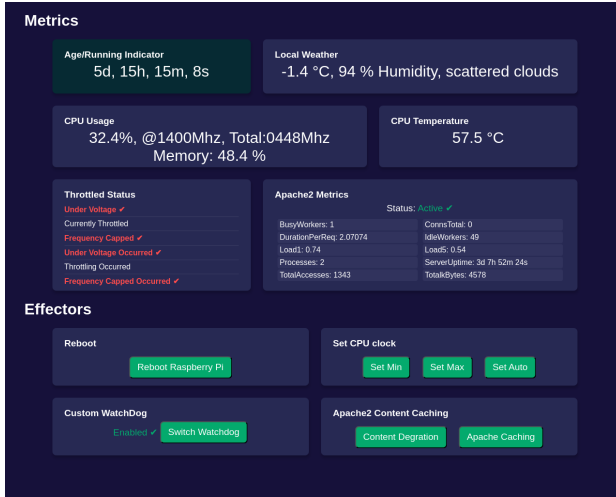 Metrics
Age/Running Indicator
5d, 15h, 15m, 8s
Local Weather
-1.4 °C, 94 % Humidity, scattered clouds
CPU Usage
32.4%, @1400Mhz, Total:0448Mhz
Memory: 48.4 %
CPU Temperature
57.5 °C
Throttled Status
Under Voltage ✔
Currently Throttled
Frequency Capped ✔
Under Voltage Occurred ✔
Throttling Occurred
Frequency Capped Occurred ✔
Apache2 Metrics
Status: Active ✔
BusyWorkers: 1
ConnsTotal: 0
DurationPerReq: 2.07074
IdleWorkers: 49
Load1: 0.74
Load5: 0.54
Processes: 2
ServerUptime: 3d 7h 52m 24s
TotalAccesses: 1343
TotalkBytes: 4578
Effectors
Reboot
Reboot Raspberry Pi
Set CPU clock
Set Min
Set Max
Set Auto
Custom WatchDog
Enabled ✔ Switch Watchdog
Apache2 Content Caching
Content Degration
Apache Caching